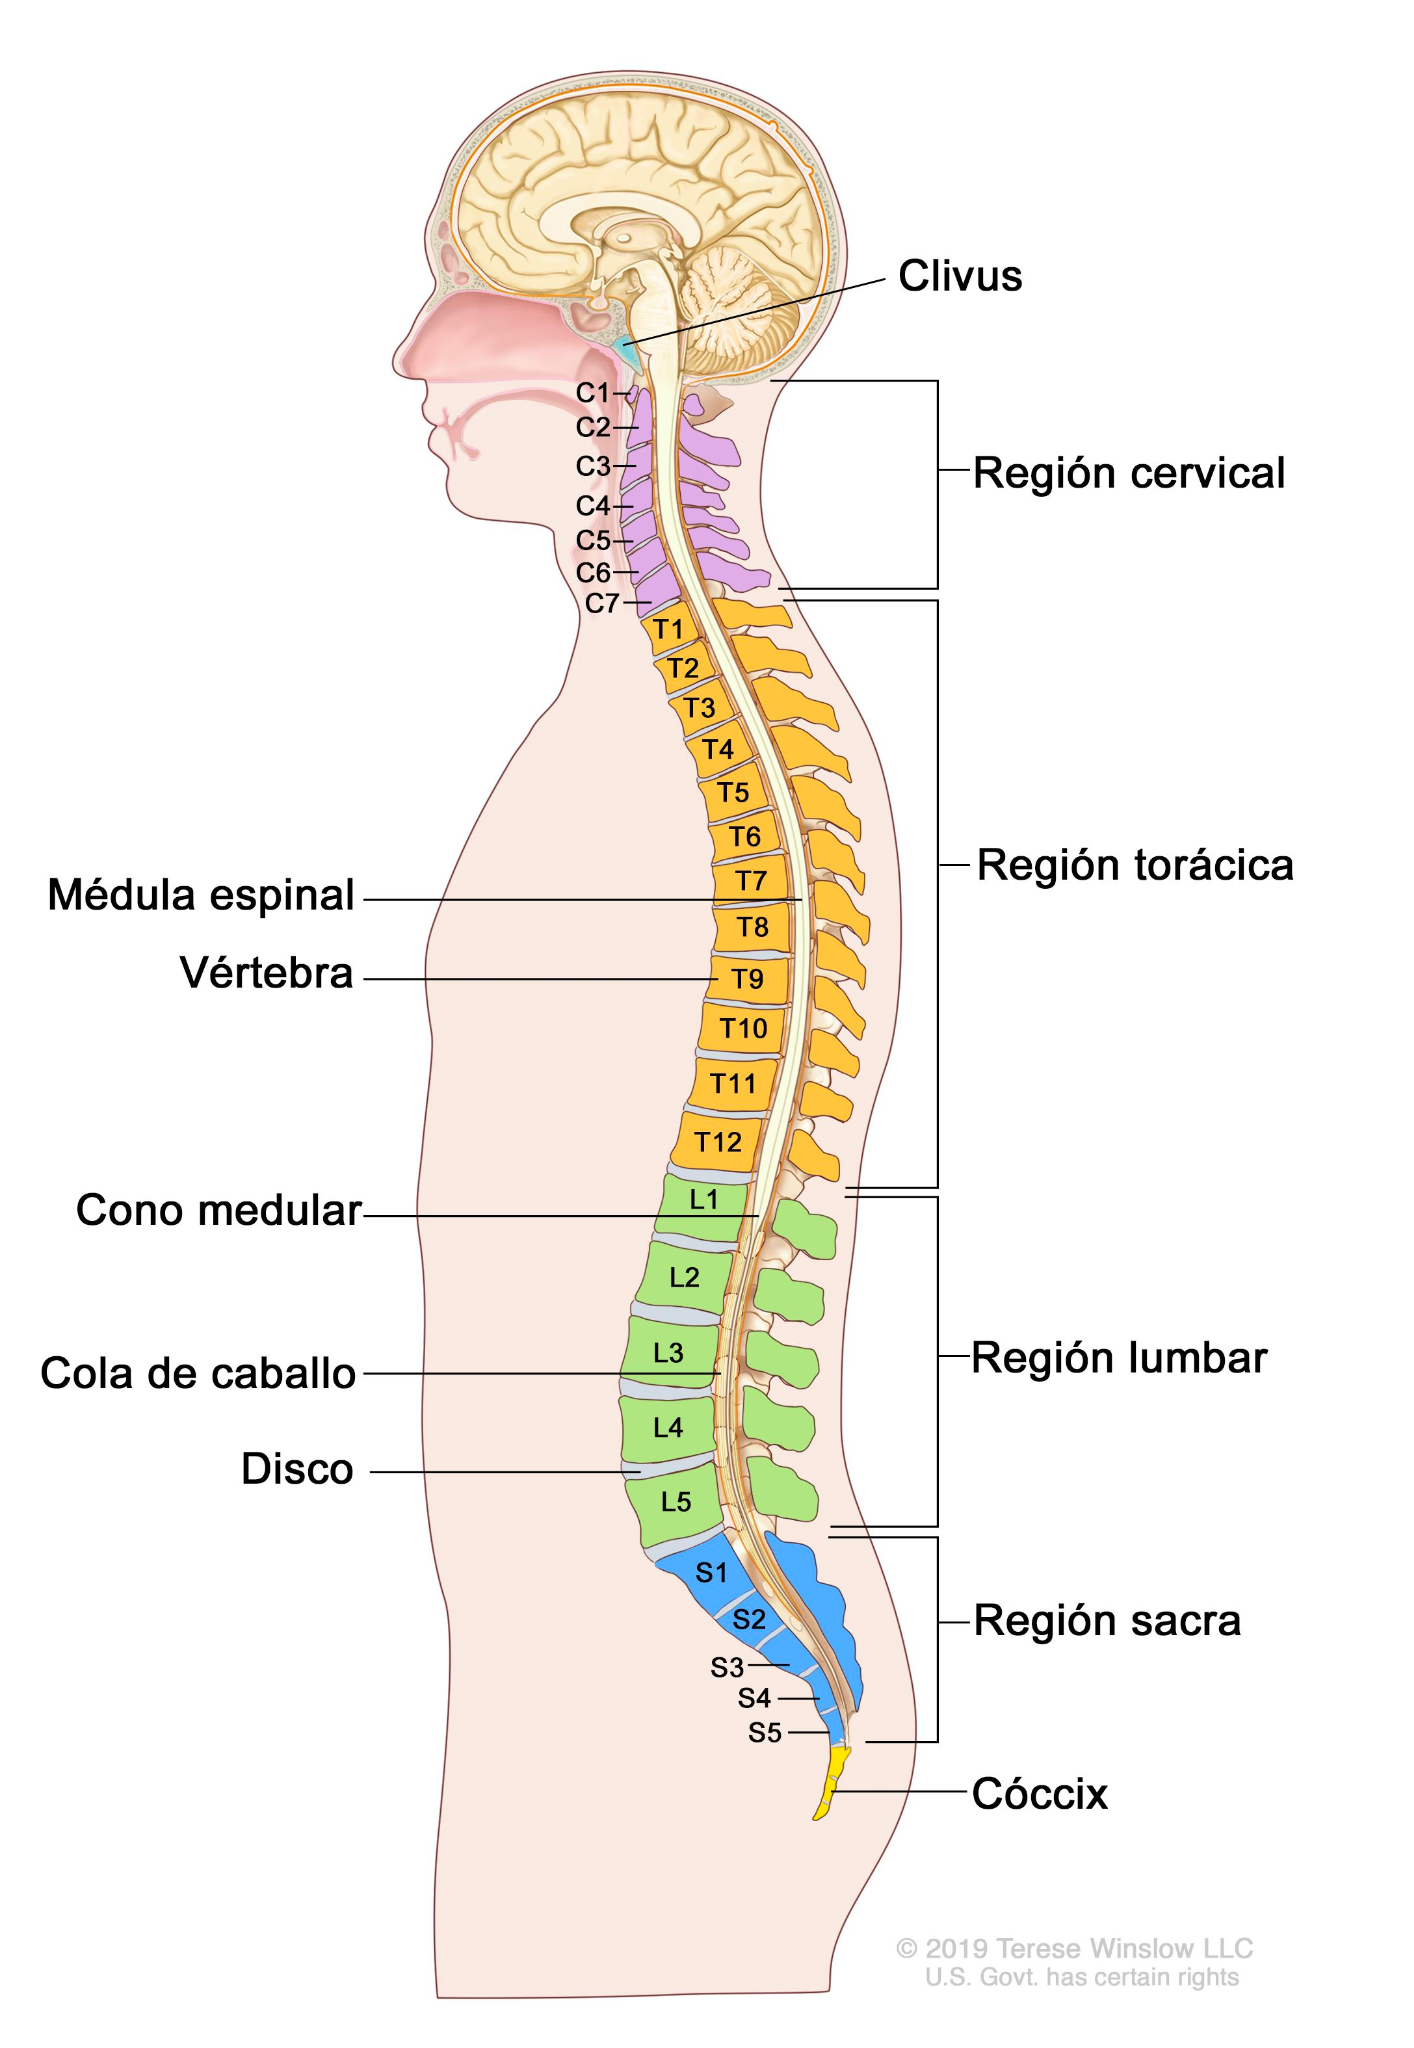 Clivus
C1
C2
C3
C4
C5
C6
C7
Región cervical
T1
T2
T3
T4
T5
T6
T7
T8
T9
T10
T11
T12
Región torácica
Médula espinal
Vértebra
L1
L2
L3
L4
L5
Cono medular
Cola de caballo
Disco
Región lumbar
S1
S2
S3
S4
S5
Región sacra
Cóccix
© 2019 Terese Winslow LLC
U.S. Govt. has certain rights